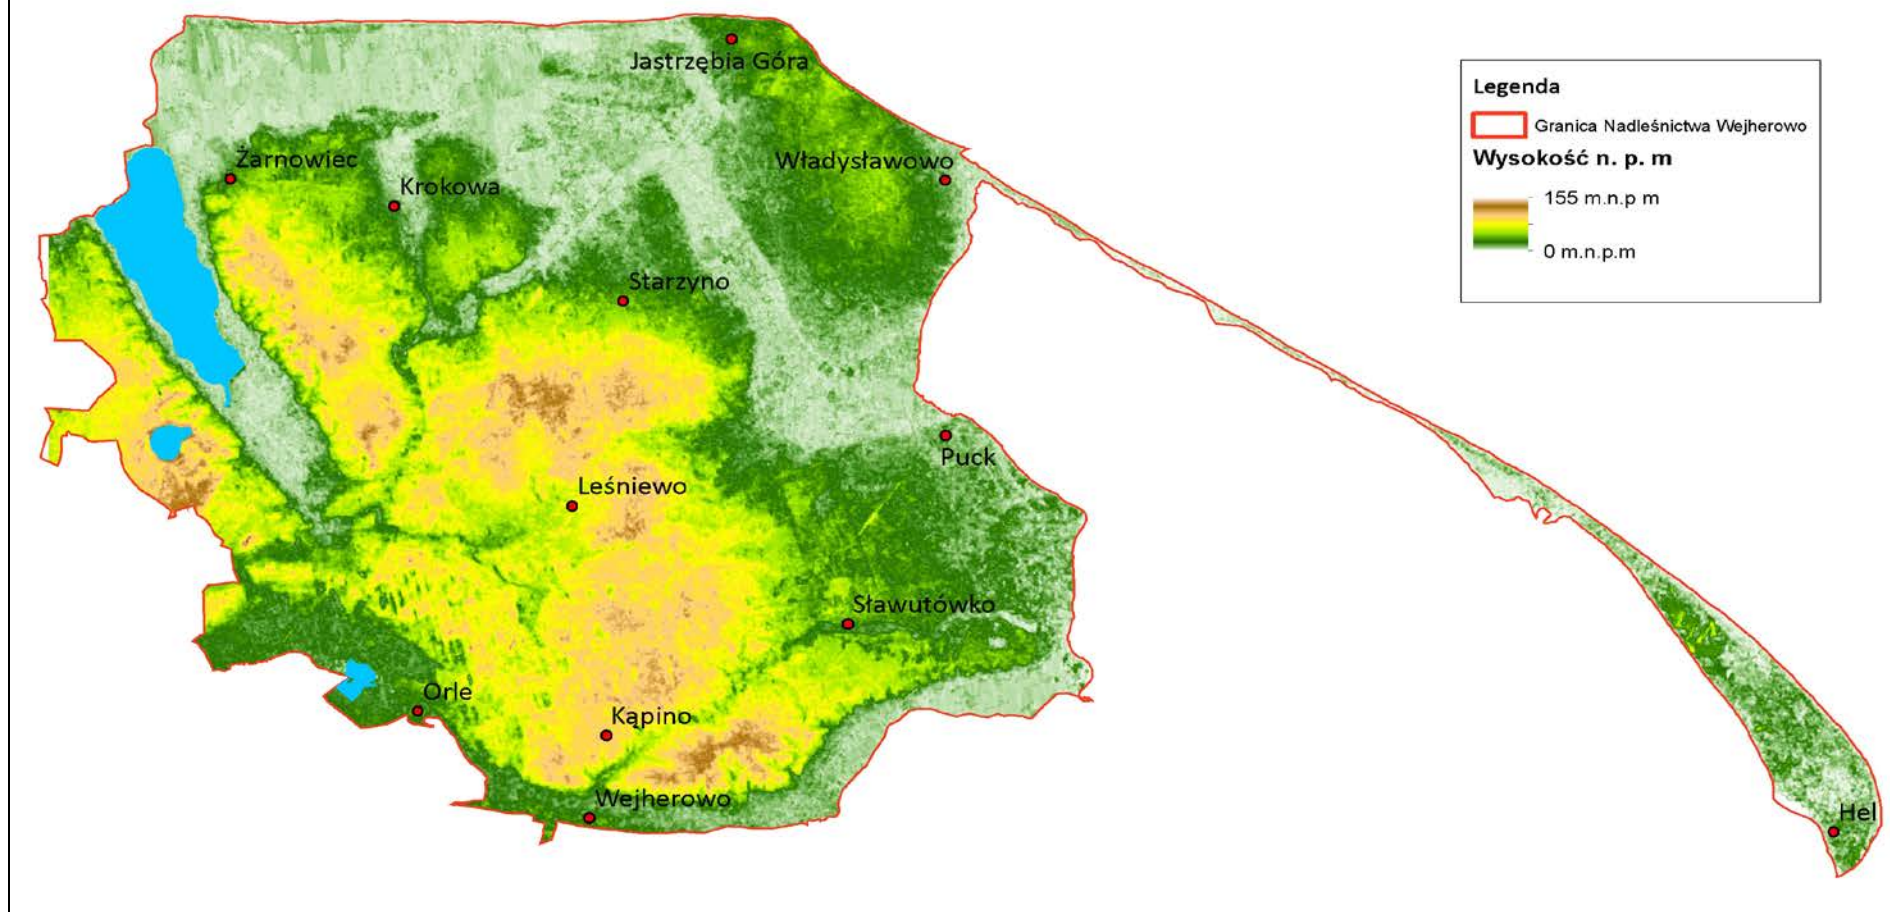 Jastrzębia Góra
Żarnowiec
Krokowa
Władysławowo
Starzyno
Puck
Leśniewo
Sławutówko
Orle
Kąpino
Wejherowo
Hel
Legenda
Granica Nadleśnictwa Wejherowo
Wysokość n. p. m
155 m.n.p m
0 m.n.p.m